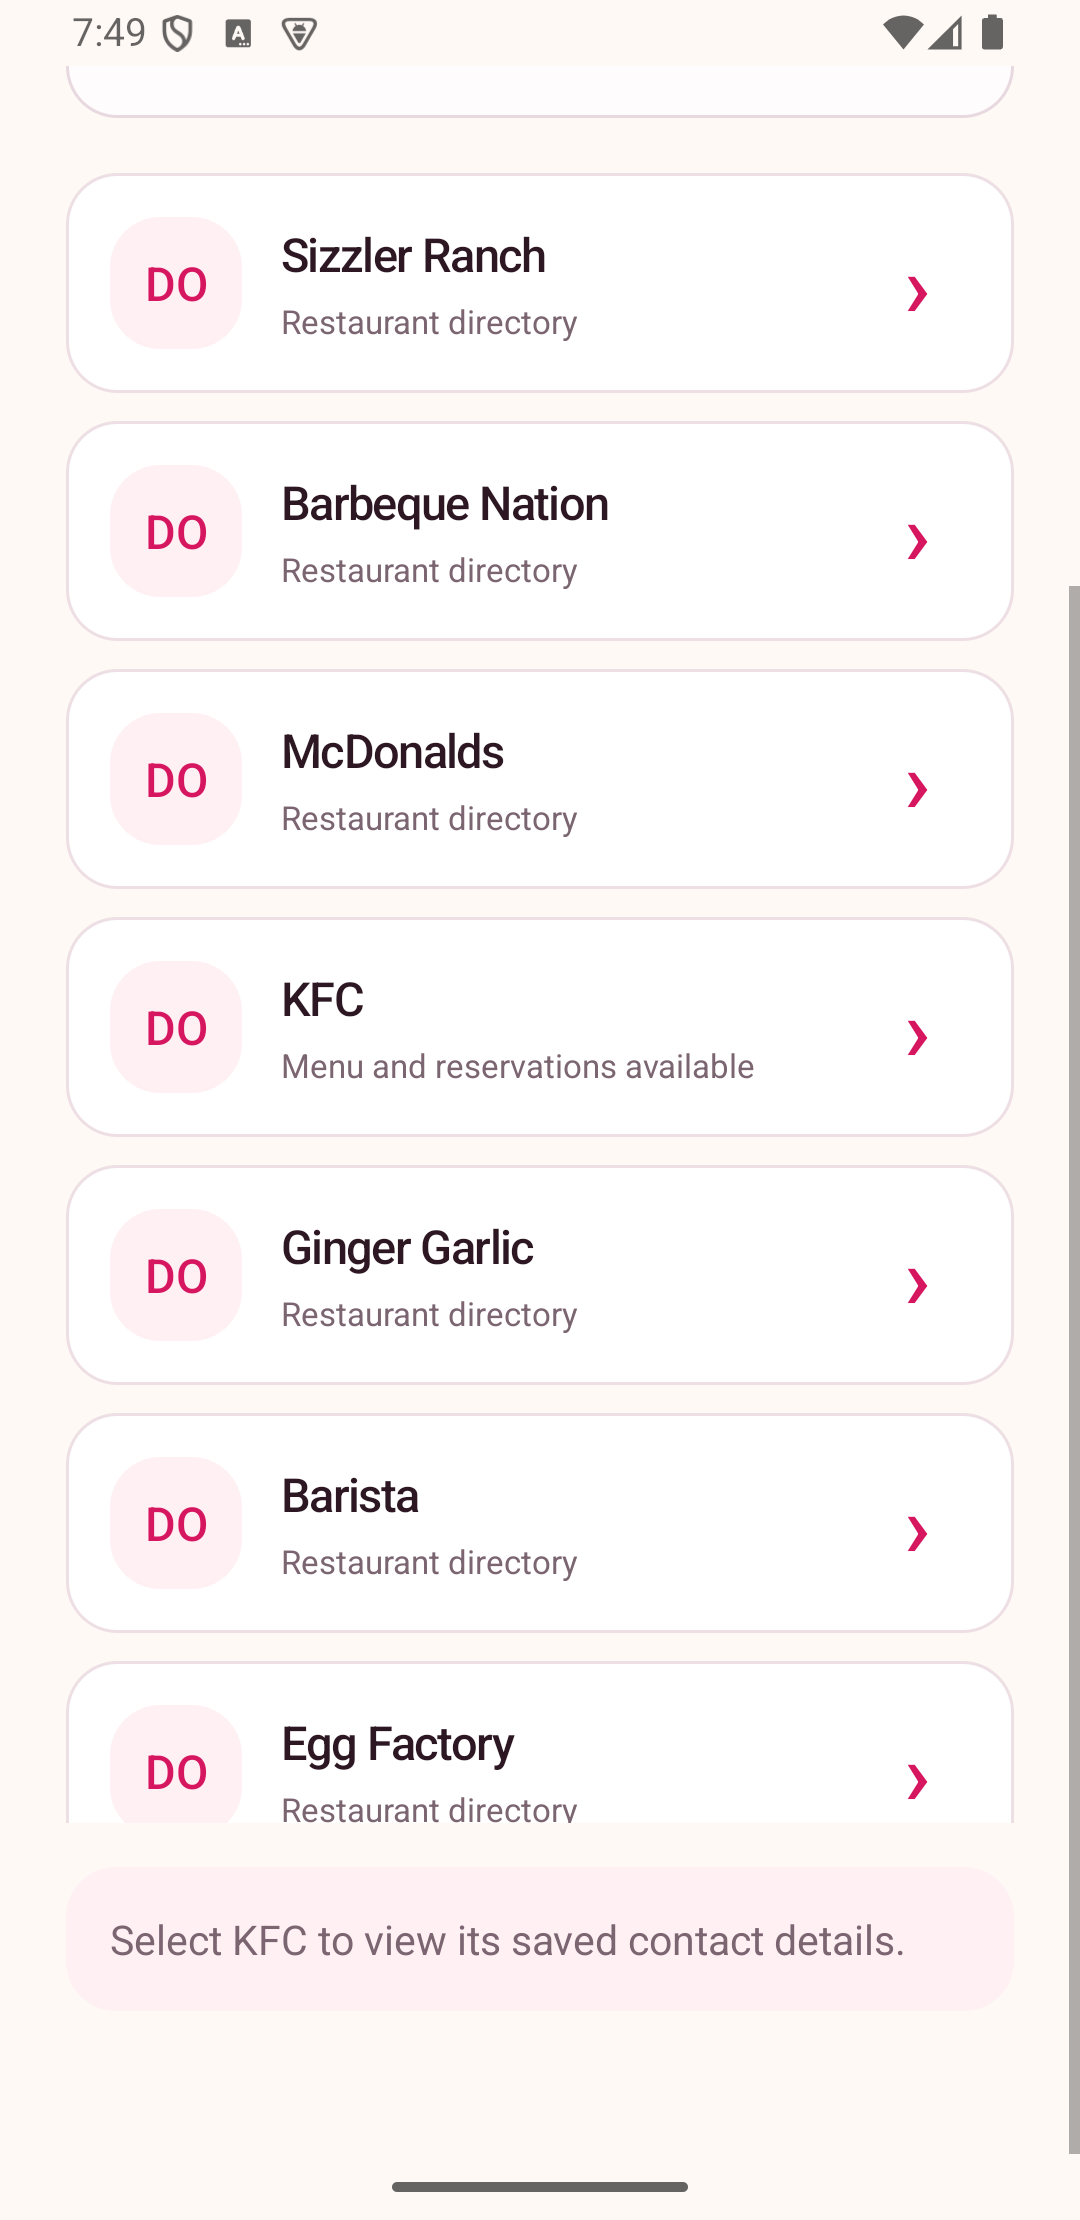 7:49
Sizzler Ranch
DO
Restaurant directory
Barbeque Nation
DO
Restaurant directory
McDonalds
DO
Restaurant directory
KFC
DO
Menu and reservations available
Ginger Garlic
DO
Restaurant directory
Barista
DO
Restaurant directory
Egg Factory
DO
Restaurant directory
Select KFC to view its saved contact details.